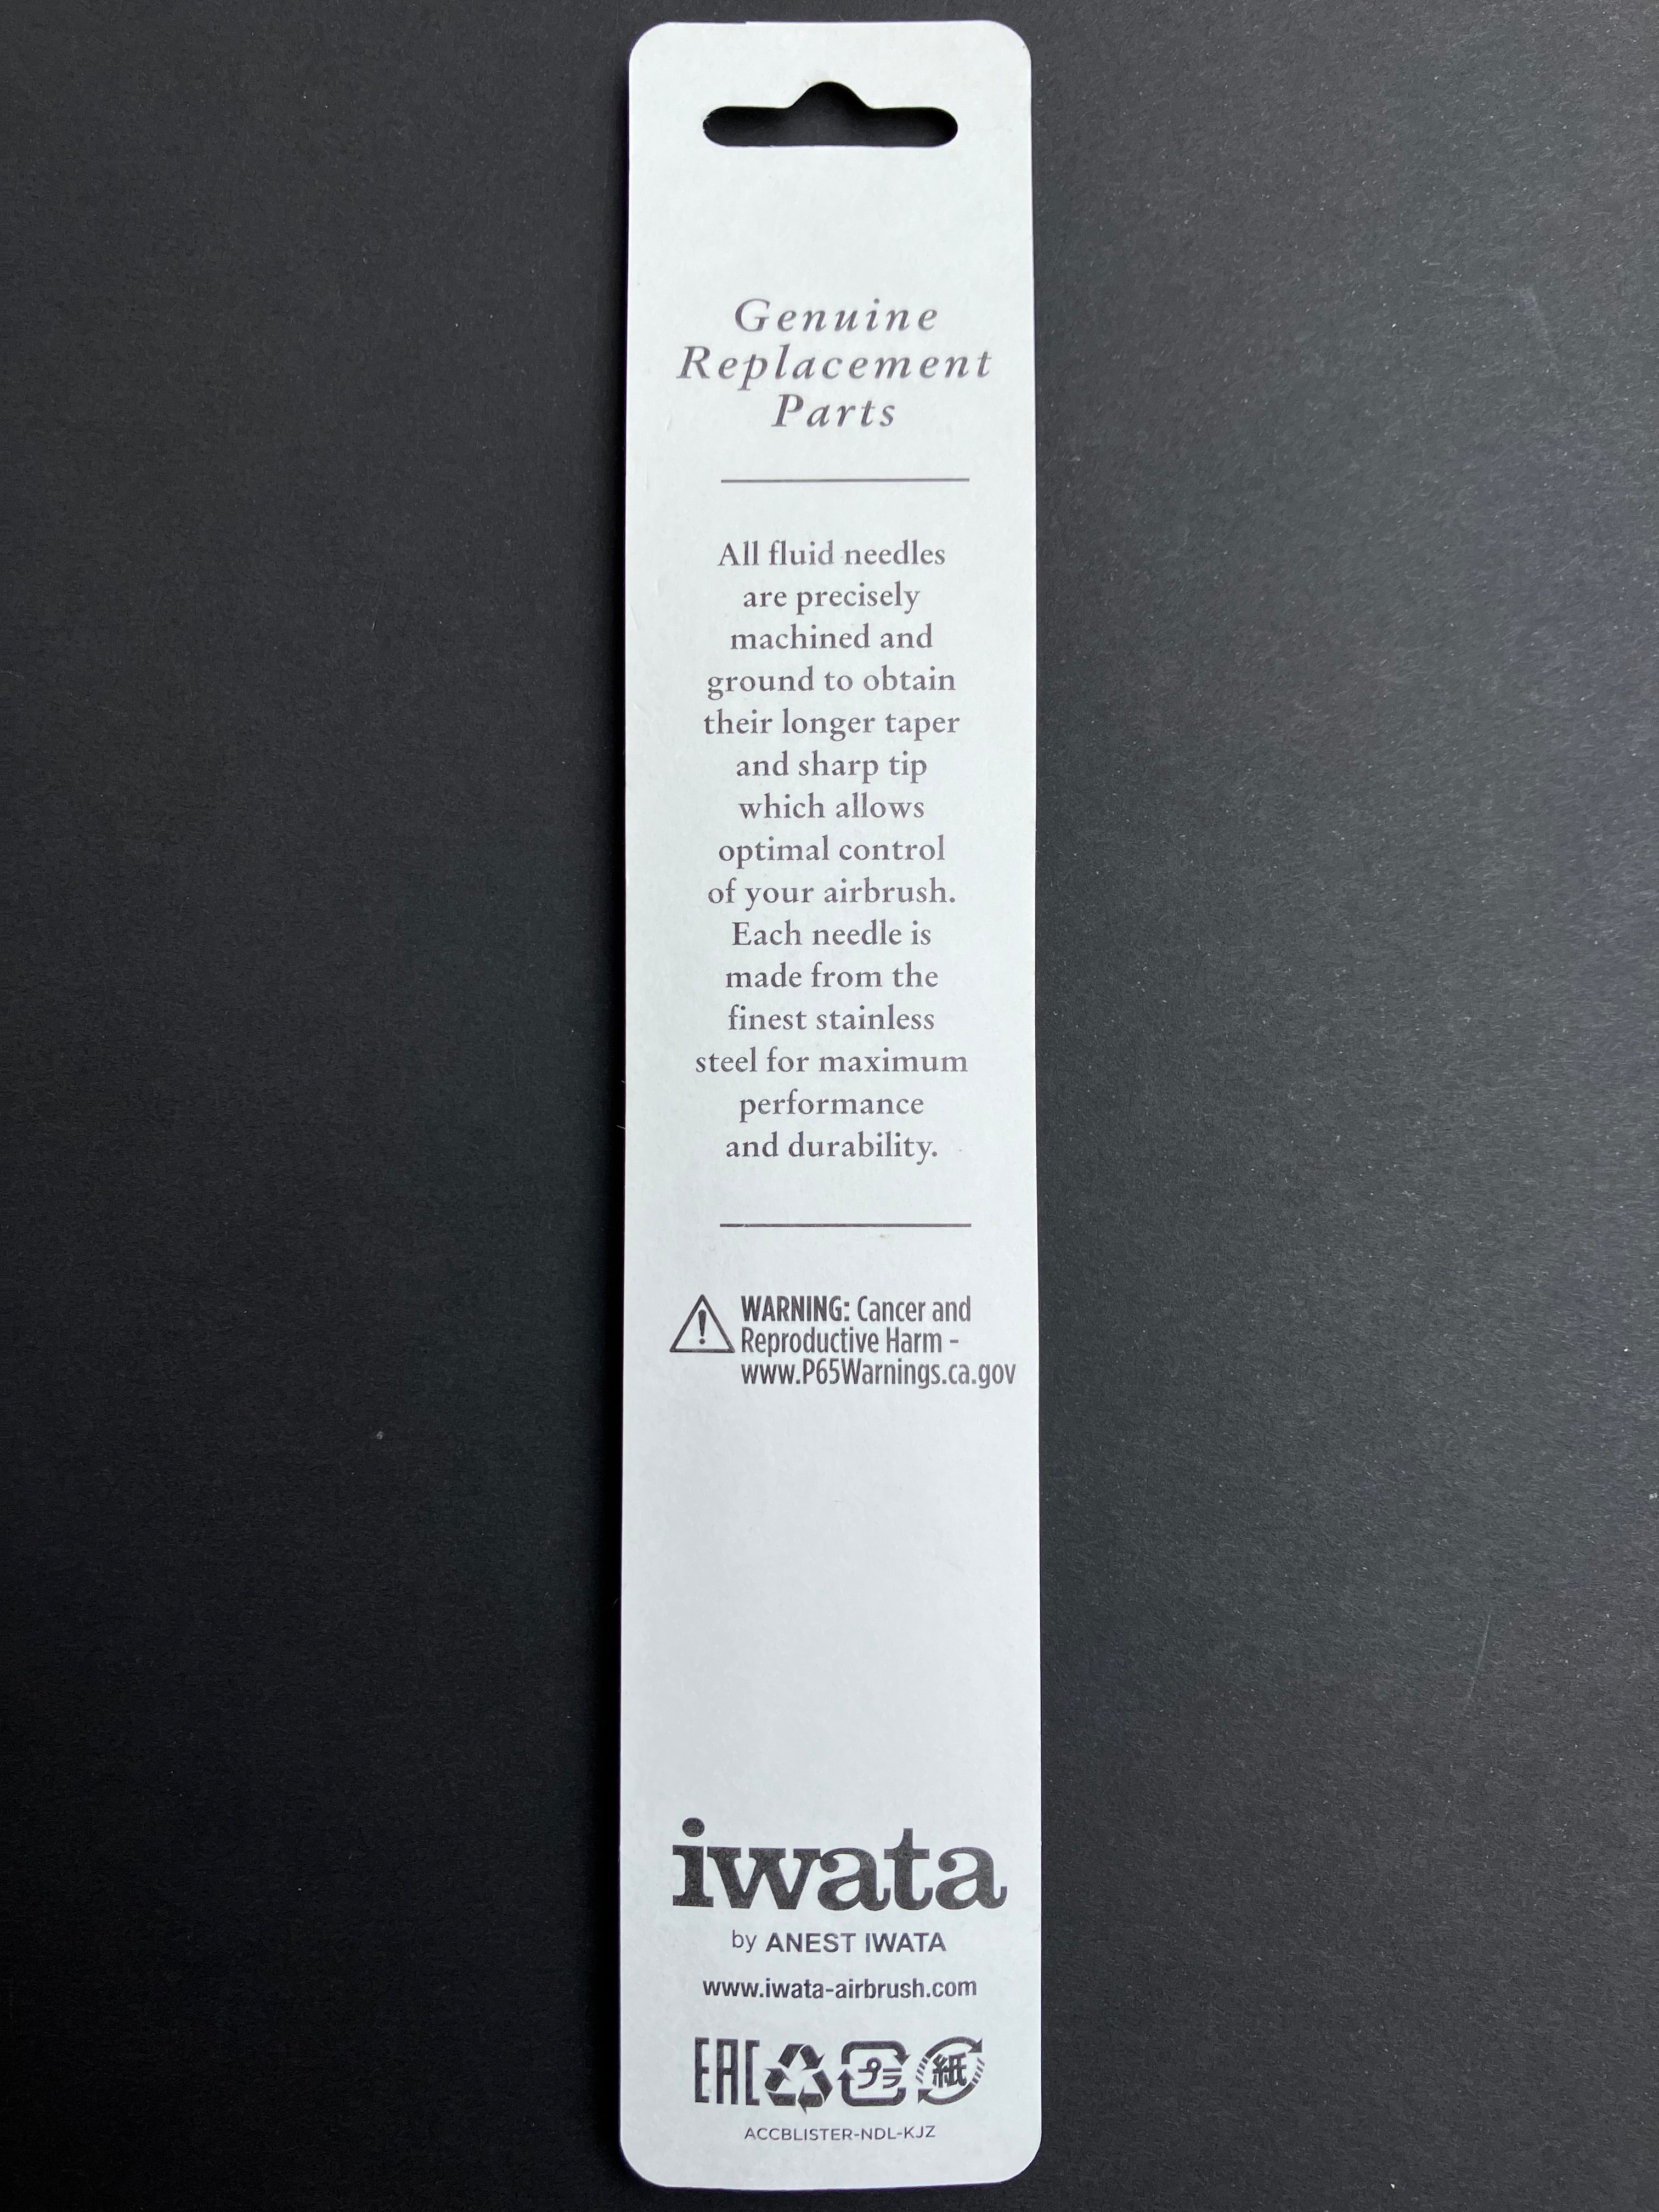 Genuine
Replacement
Parts
All fluid needles
are precisely
machined and
ground to obtain
their longer taper
and sharp tip
which allows
optimal control
of your airbrush.
Each needle is
made from the
finest stainless
steel for maximum
performance
and durability.
WARNING: Cancer and
Reproductive Harm -
www.P65Warnings.ca.gov
iwata
by ANEST IWATA
www.iwata-airbrush.com
EAC プラ 紙
ACCBLISTER-NDL-KJZ